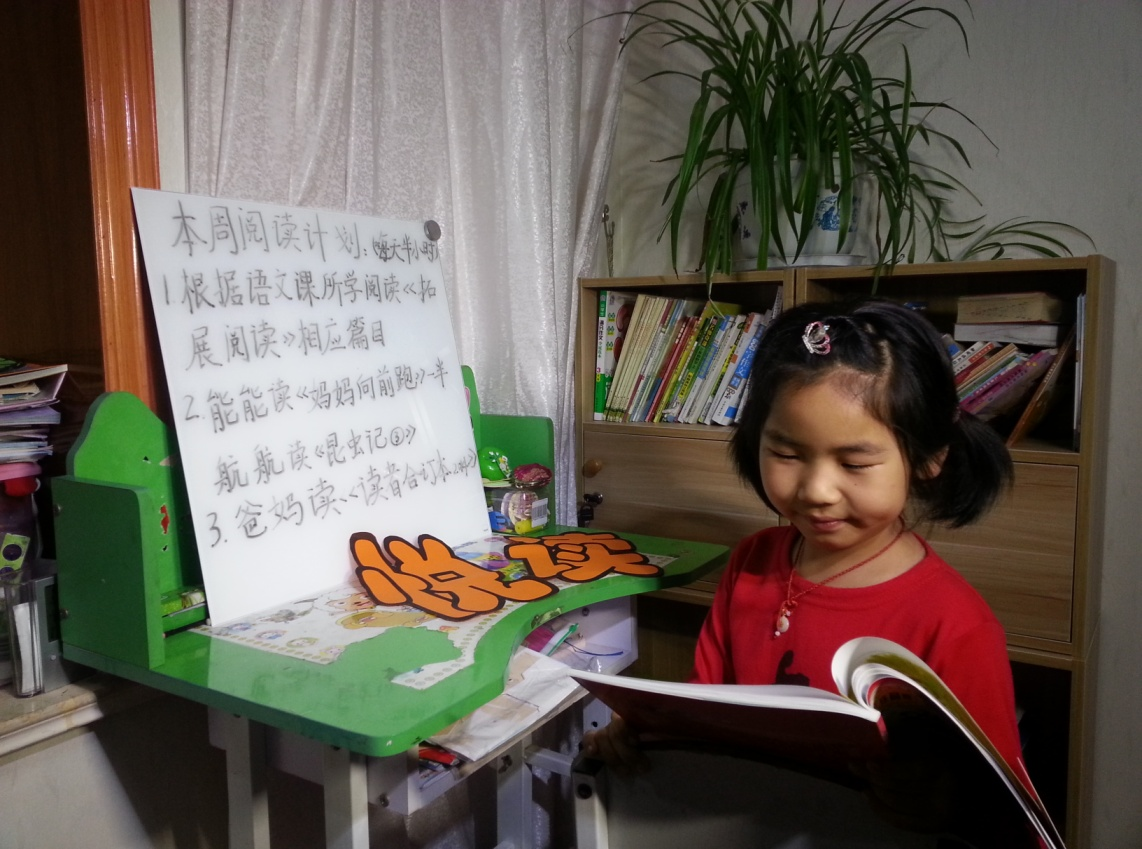 本周阅读计划:(每天半小时)
1.根据语文课所学阅读《拓
展阅读》相应篇目
2.能能读《妈妈向前跑》一半
航航读《昆虫记③》
3.爸妈读、《读者合订本》
悦读